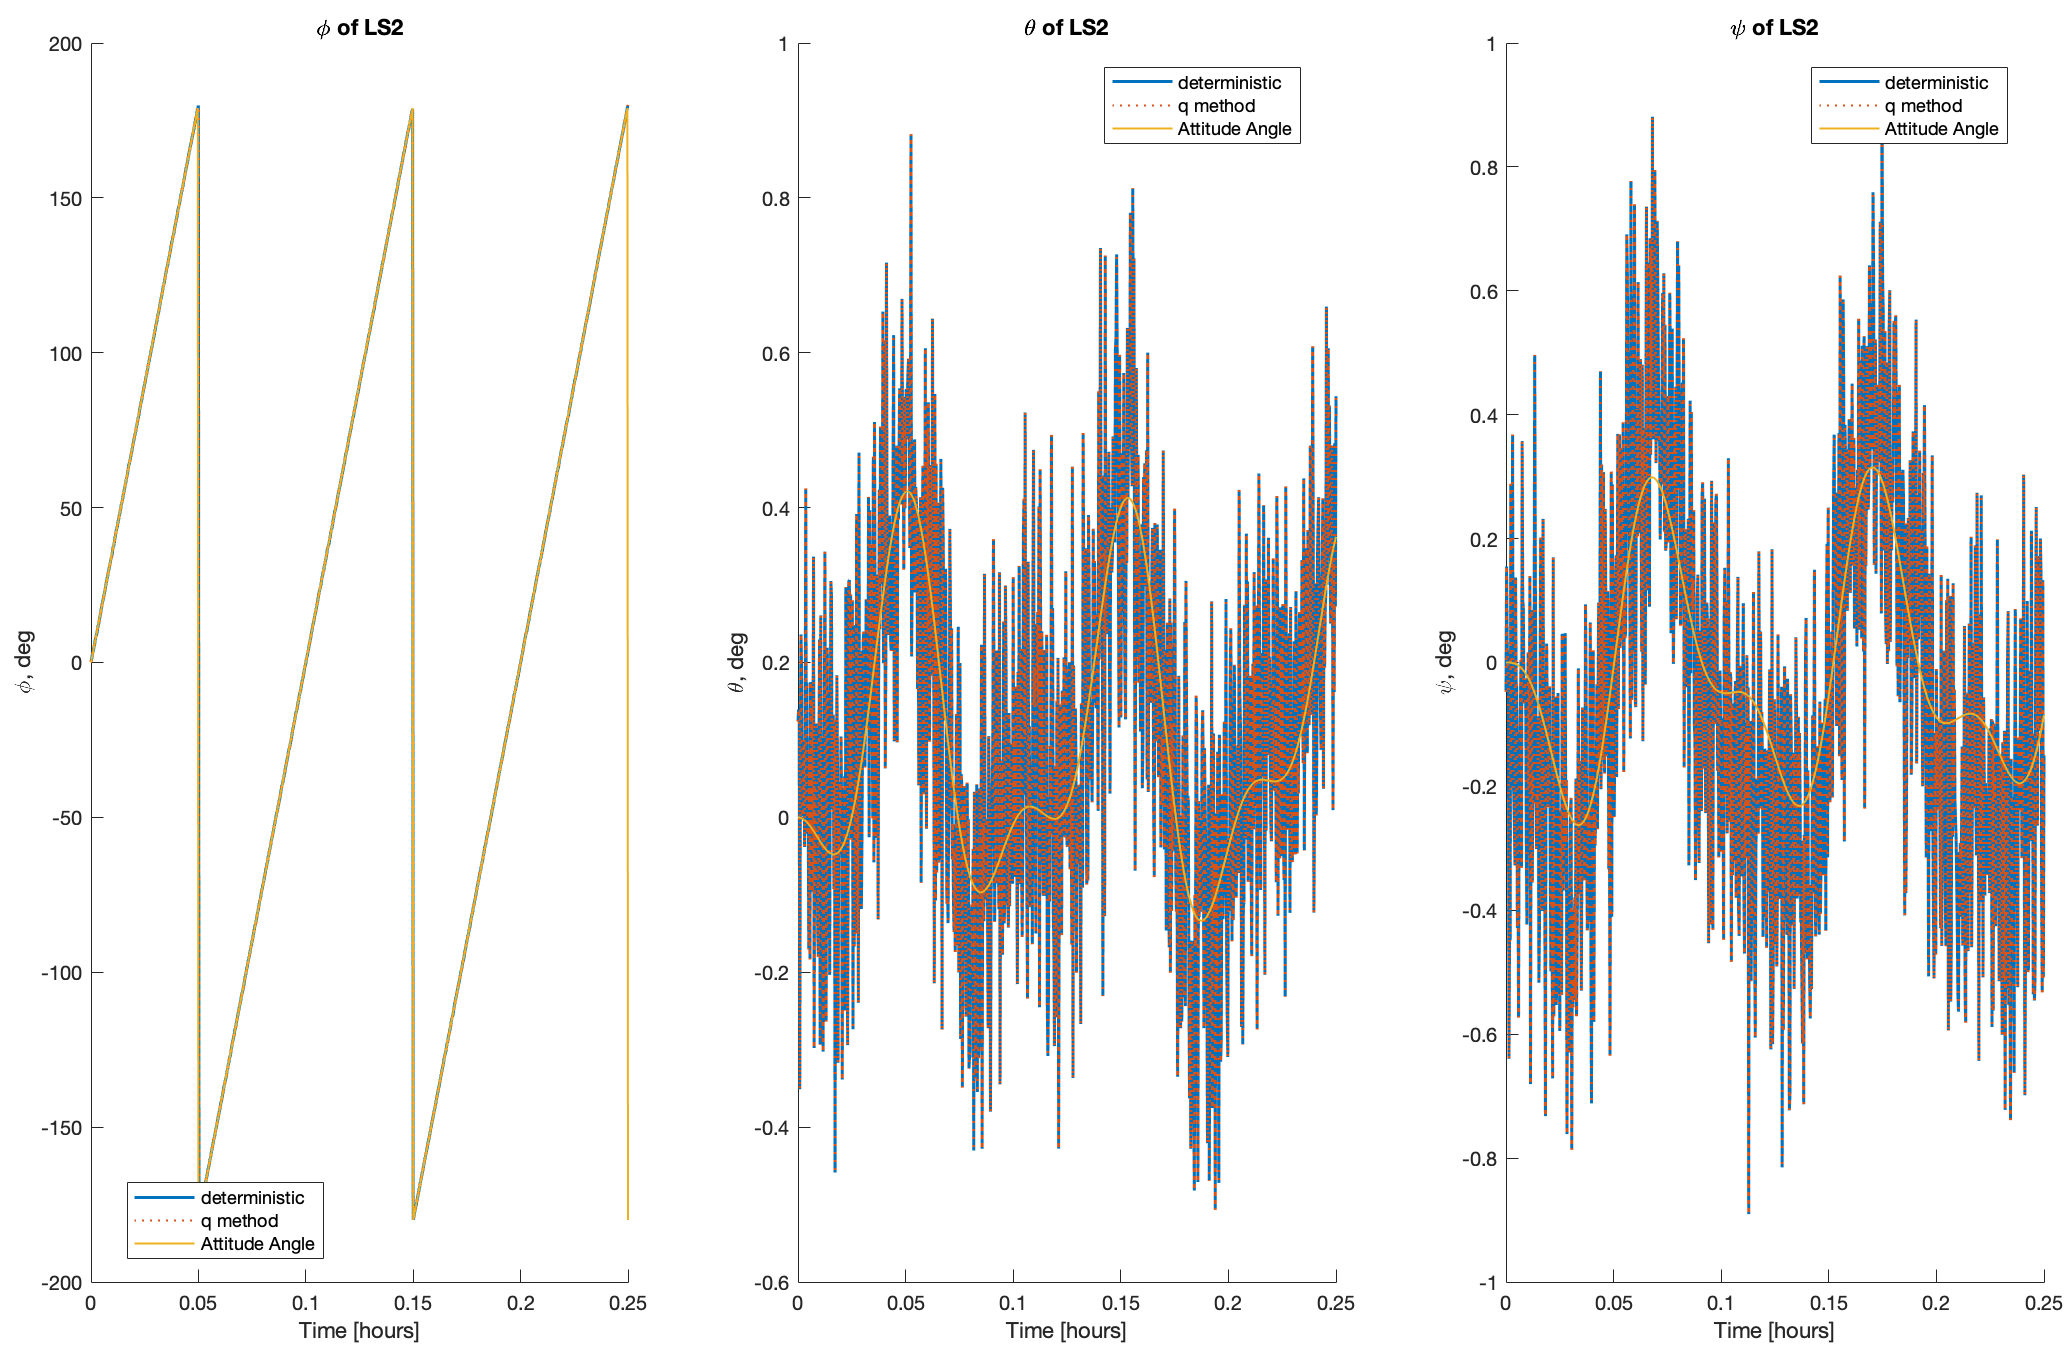 ϕ of LS2
200
150
100
50
0
-50
-100
-150
-200
ϕ, deg
deterministic
q method
Attitude Angle
0
0.05
0.1
0.15
0.2
0.25
Time [hours]
θ of LS2
1
0.8
0.6
0.4
0.2
0
-0.2
-0.4
-0.6
θ, deg
deterministic
q method
Attitude Angle
0
0.05
0.1
0.15
0.2
0.25
Time [hours]
ψ of LS2
1
0.8
0.6
0.4
0.2
0
-0.2
-0.4
-0.6
-0.8
-1
ψ, deg
deterministic
q method
Attitude Angle
0
0.05
0.1
0.15
0.2
0.25
Time [hours]